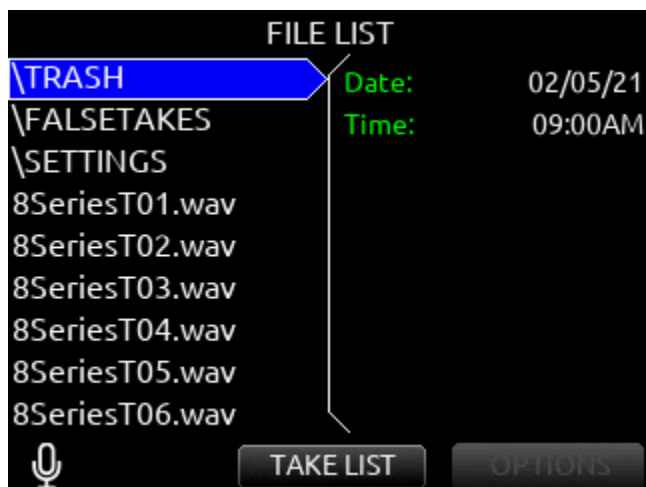 FILE LIST
\TRASH
\FALSETAKES
\SETTINGS
8SeriesT01.wav
8SeriesT02.wav
8SeriesT03.wav
8SeriesT04.wav
8SeriesT05.wav
8SeriesT06.wav
Date: 02/05/21
Time: 09:00AM
TAKE LIST
OPTIONS